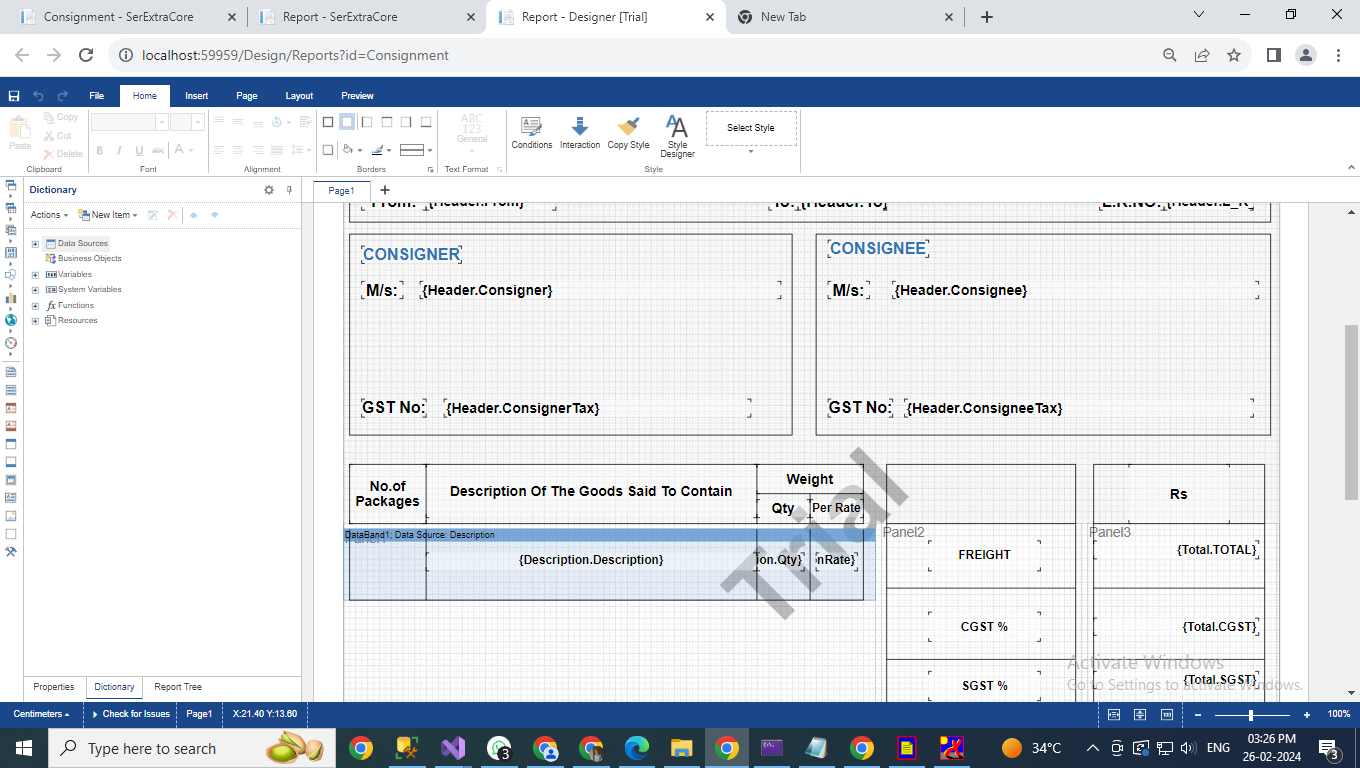 Consignment - SerExtraCore
Report - SerExtraCore
Report - Designer [Trial]
New Tab
localhost:59959/Design/Reports?id=Consignment
File Home Insert Page Layout Preview
Paste
Copy
Cut
Delete
Clipboard
B I U abc A
Font
Alignment
Borders
ABC
123
General
Text Format
Conditions
Interaction
Copy Style
Style
Designer
Select Style
Style
Dictionary
Actions New Item
Data Sources
Business Objects
Variables
System Variables
fx Functions
Resources
Page1
From: {Header.From} To: {Header.To} L.R.NO: {Header.L_R_
CONSIGNER
M/s: {Header.Consigner}
GST No: {Header.ConsignerTax}
CONSIGNEE
M/s: {Header.Consignee}
GST No: {Header.ConsigneeTax}
No.of
Packages
Description Of The Goods Said To Contain
Weight
Qty Per Rate
Rs
DataBand1; Data Source: Description
{Description.Description} ion.Qty} onRate}
Trial
Panel2
Panel3
FREIGHT {Total.TOTAL}
CGST % {Total.CGST}
SGST % {Total.SGST}
Activate Windows
Go to Settings to activate Windows.
Properties Dictionary Report Tree
Centimeters Check for Issues Page1 X:21.40 Y:13.60
100%
Type here to search
3
34°C
ENG
03:26 PM
26-02-2024
3